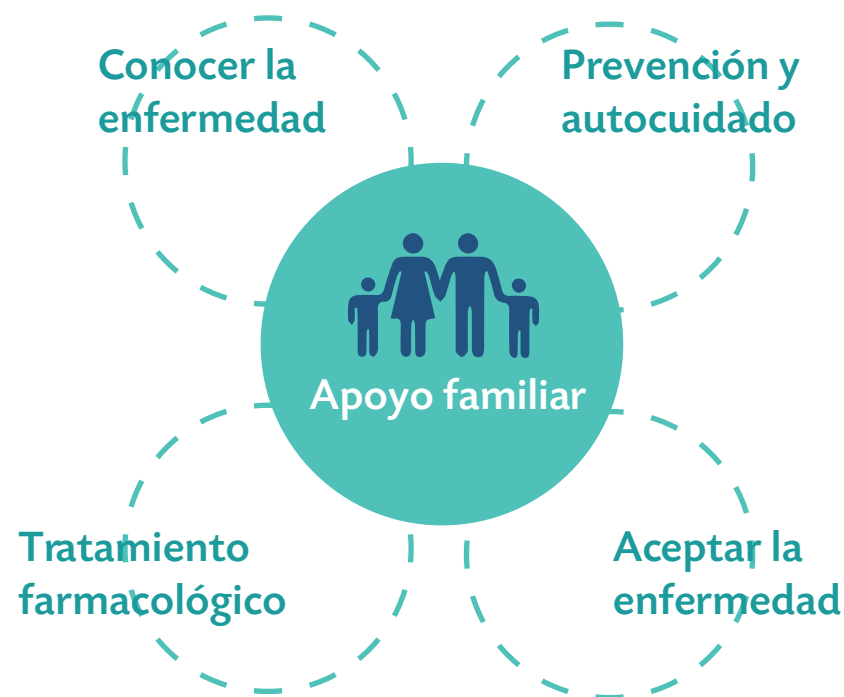 Conocer la
enfermedad
Prevención y
autocuidado
Apoyo familiar
Tratamiento
farmacológico
Aceptar la
enfermedad